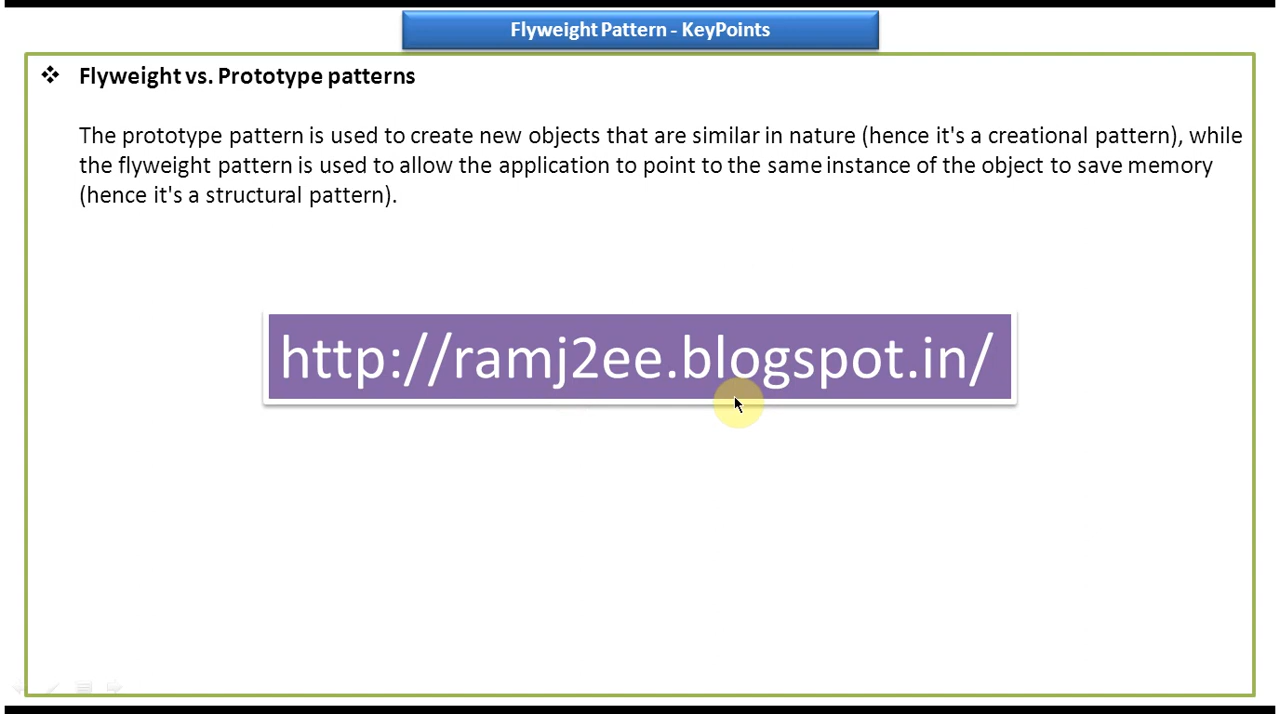 Flyweight Pattern - KeyPoints
Flyweight vs. Prototype patterns
The prototype pattern is used to create new objects that are similar in nature (hence it's a creational pattern), while
the flyweight pattern is used to allow the application to point to the same instance of the object to save memory
(hence it's a structural pattern).
http://ramj2ee.blogspot.in/